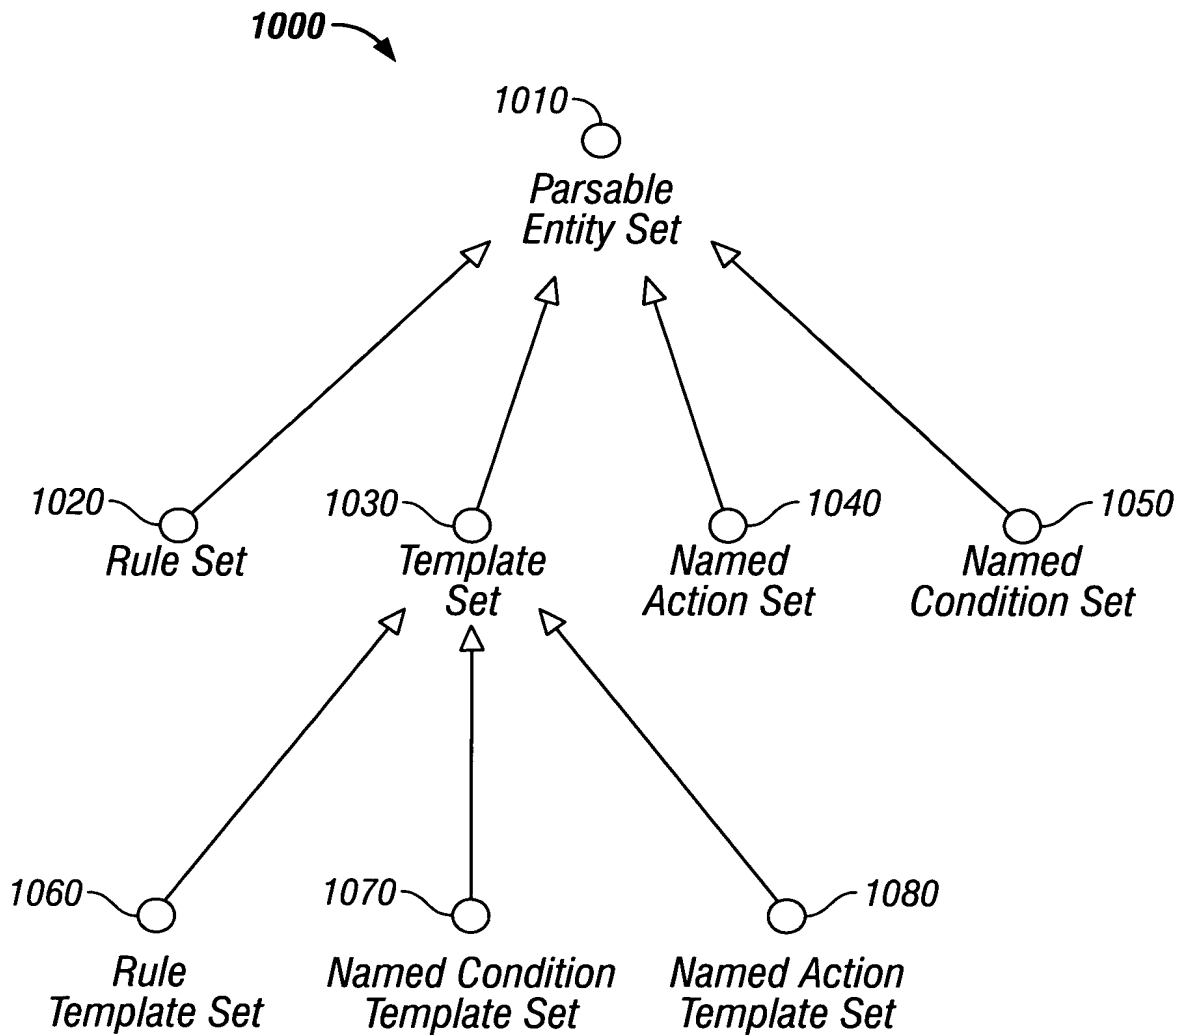 1000
1010
Parsable
Entity Set
1020
Rule Set
1030
Template
Set
1040
Named
Action Set
1050
Named
Condition Set
1060
Rule
Template Set
1070
Named Condition
Template Set
1080
Named Action
Template Set